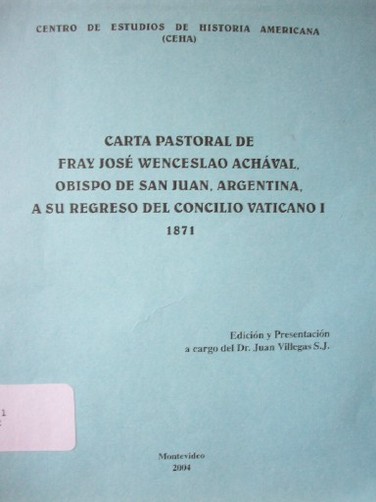 CENTRO DE ESTUDIOS DE HISTORIA AMERICANA
(CEHA)
CARTA PASTORAL DE
FRAY JOSÉ WENCESLAO ACHÁVAL,
OBISPO DE SAN JUAN, ARGENTINA,
A SU REGRESO DEL CONCILIO VATICANO I
1871
Edición y Presentación
a cargo del Dr. Juan Villegas S.J.
1
Montevideo
2004